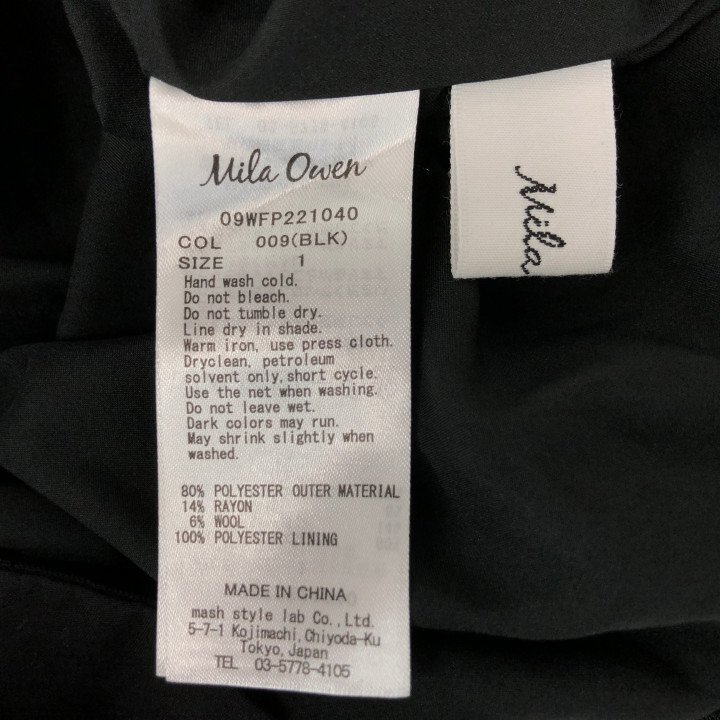 Mila Owen
09WFP221040
COL 009(BLK)
SIZE 1
Hand wash cold.
Do not bleach.
Do not tumble dry.
Line dry in shade.
Warm iron, use press cloth.
Dryclean, petroleum
solvent only,short cycle.
Use the net when washing.
Do not leave wet.
Dark colors may run.
May shrink slightly when
washed.
80% POLYESTER OUTER MATERIAL
14% RAYON
6% WOOL
100% POLYESTER LINING
MADE IN CHINA
mash style lab Co.,Ltd.
5-7-1 Kojimachi,Chiyoda-Ku
Tokyo,Japan
TEL 03-5778-4105
Mila